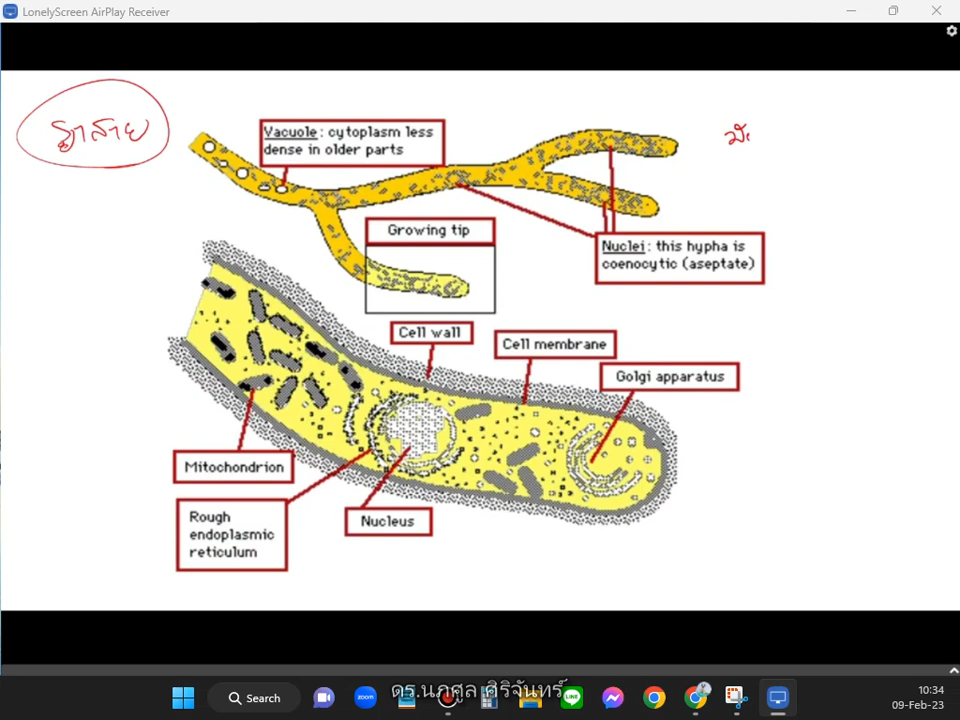 LonelyScreen AirPlay Receiver
ราสาย
Vacuole : cytoplasm less
dense in older parts
Growing tip
Nuclei : this hypha is
coenocytic (aseptate)
Cell wall
Cell membrane
Golgi apparatus
Mitochondrion
Rough
endoplasmic
reticulum
Nucleus
Search
zoom
ดร.นภศูล ศิริจันทร์
10:34
09-Feb-23